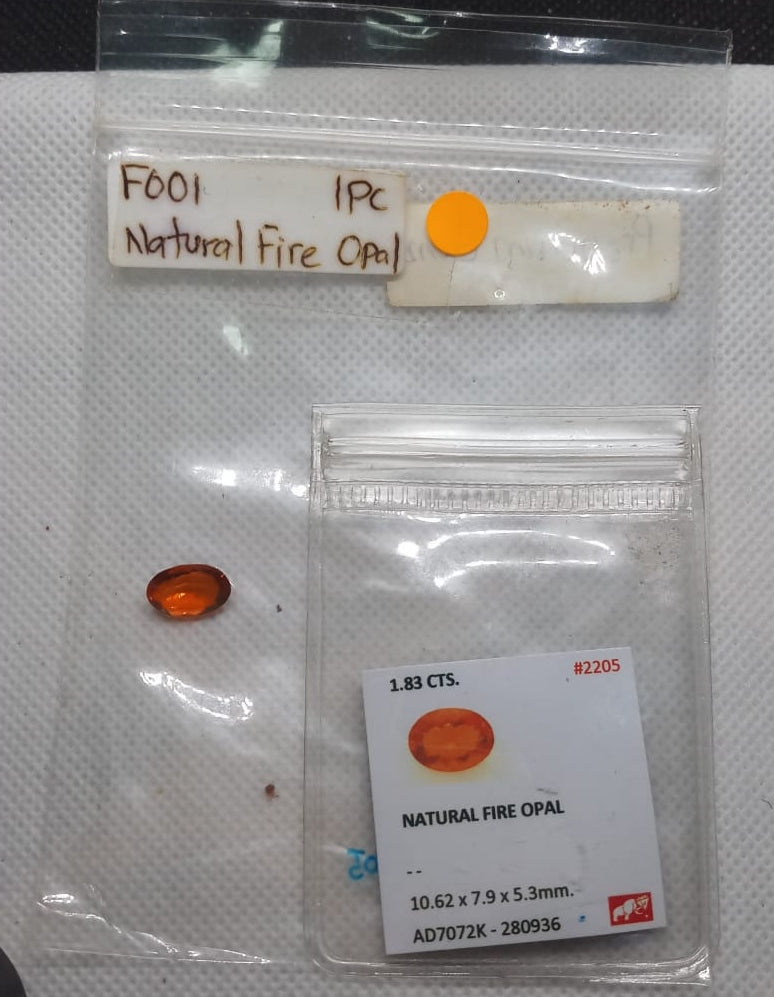 F001 1PC
Natural Fire Opal
1.83 CTS. #2205
NATURAL FIRE OPAL
--
10.62 x 7.9 x 5.3mm.
AD7072K - 280936